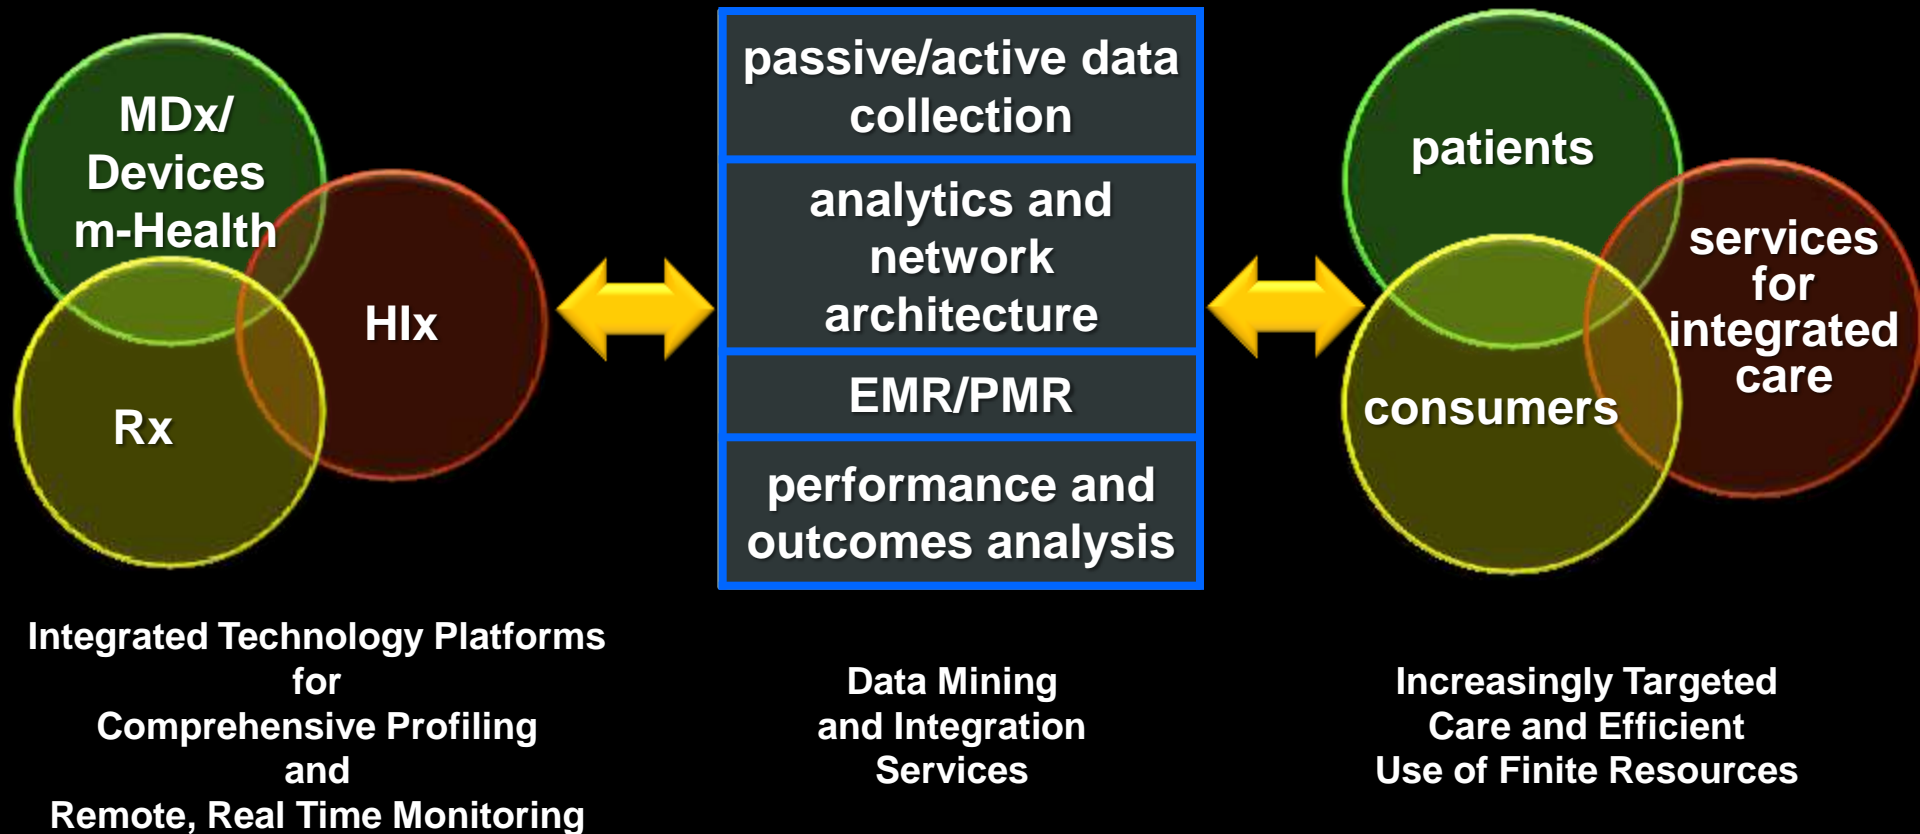 MDx/
Devices
m-Health
HIx
Rx
passive/active data
collection
analytics and
network
architecture
EMR/PMR
performance and
outcomes analysis
patients
services
for
integrated
care
consumers
Integrated Technology Platforms
for
Comprehensive Profiling
and
Remote, Real Time Monitoring
Data Mining
and Integration
Services
Increasingly Targeted
Care and Efficient
Use of Finite Resources